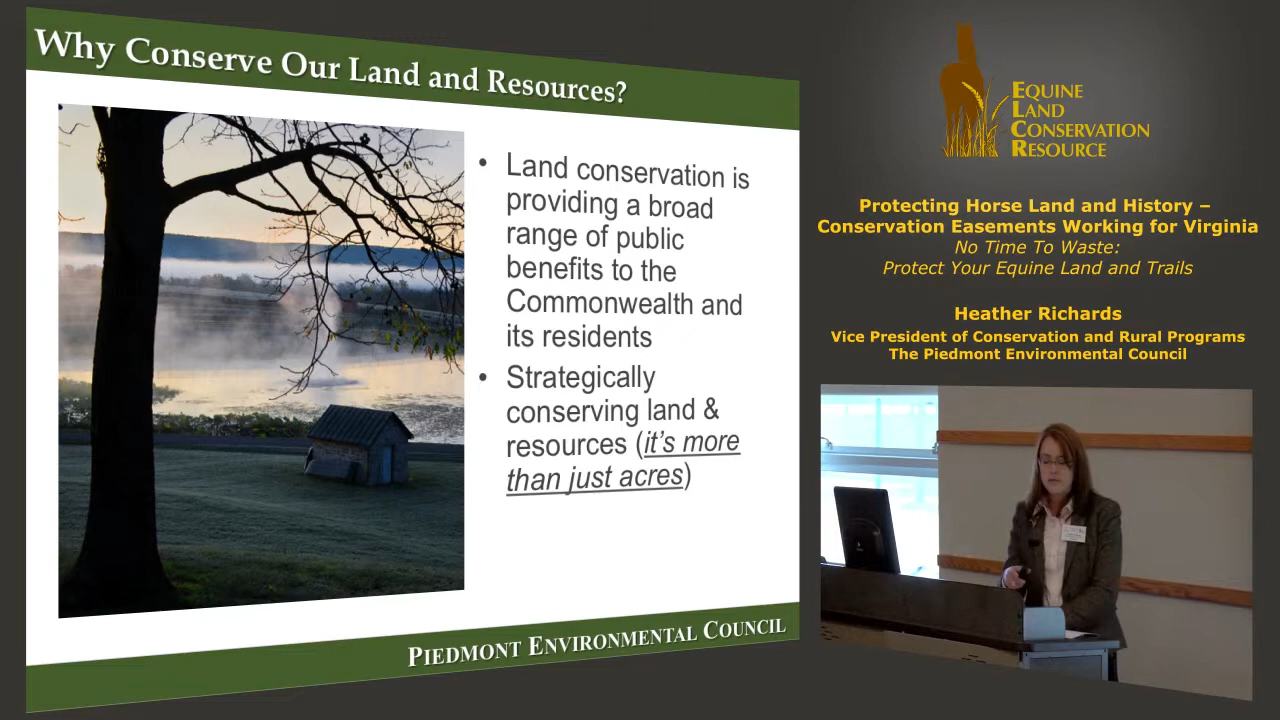 Why Conserve Our Land and Resources?
• Land conservation is
providing a broad
range of public
benefits to the
Commonwealth and
its residents
• Strategically
conserving land &
resources (it's more
than just acres)
PIEDMONT ENVIRONMENTAL COUNCIL
EQUINE
LAND
CONSERVATION
RESOURCE
Protecting Horse Land and History –
Conservation Easements Working for Virginia
No Time To Waste:
Protect Your Equine Land and Trails
Heather Richards
Vice President of Conservation and Rural Programs
The Piedmont Environmental Council